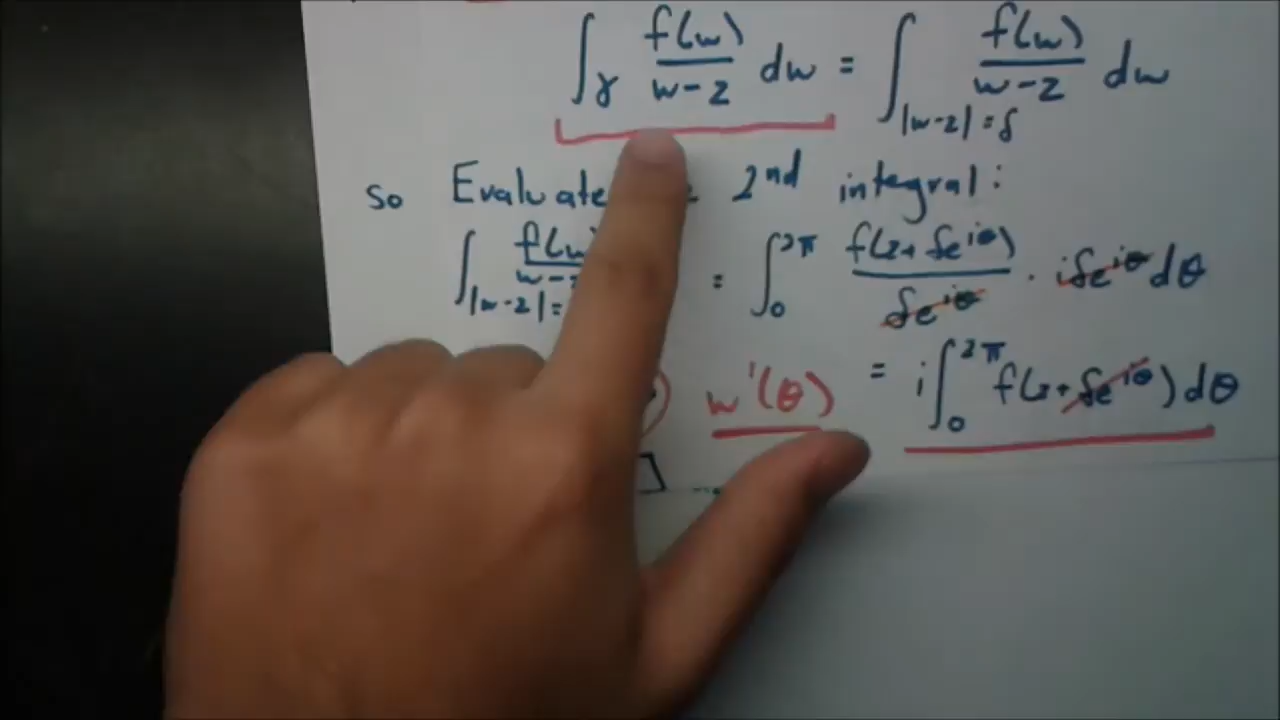 ∫_γ f(w)/(w-z) dw = ∫_{|w-z|=δ} f(w)/(w-z) dw
so Evaluate 2nd integral:
∫_{|w-z|= f(w / w-z = ∫_0^{2π} f(z+δe^{iθ})/(δe^{iθ}) · iδe^{iθ} dθ
) w'(θ) = i∫_0^{2π} f(z+δe^{iθ}) dθ